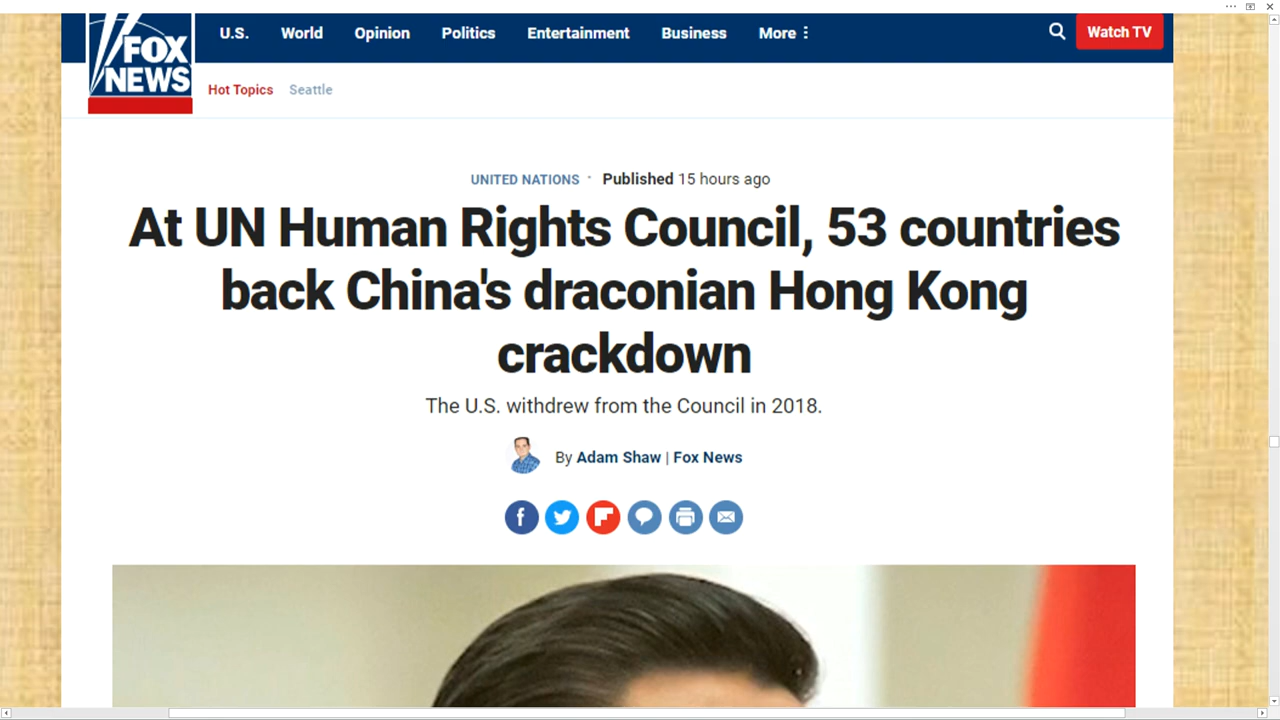 FOX
NEWS
U.S. World Opinion Politics Entertainment Business More Watch TV
Hot Topics Seattle
UNITED NATIONS · Published 15 hours ago
At UN Human Rights Council, 53 countries
back China's draconian Hong Kong
crackdown
The U.S. withdrew from the Council in 2018.
By Adam Shaw | Fox News